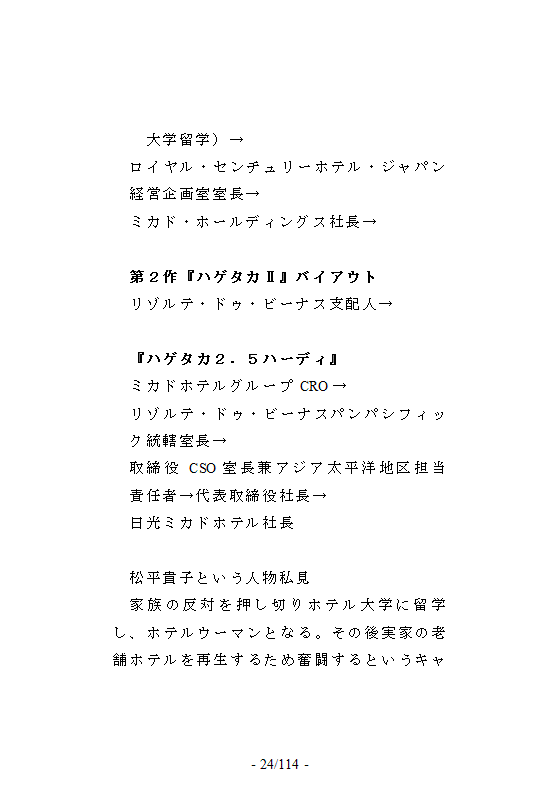 大学留学）→
ロイヤル・センチュリーホテル・ジャパン
経営企画室室長→
ミカド・ホールディングス社長→
第２作『ハゲタカⅡ』バイアウト
リゾルテ・ドゥ・ビーナス支配人→
『ハゲタカ２．５ハーディ』
ミカドホテルグループ CRO→
リゾルテ・ドゥ・ビーナスパンパシフィッ
ク統轄室長→
取締役 CSO 室長兼アジア太平洋地区担当
責任者→代表取締役社長→
日光ミカドホテル社長
松平貴子という人物私見
家族の反対を押し切りホテル大学に留学
し、ホテルウーマンとなる。その後実家の老
舗ホテルを再生するため奮闘するというキャ
- 24/114 -